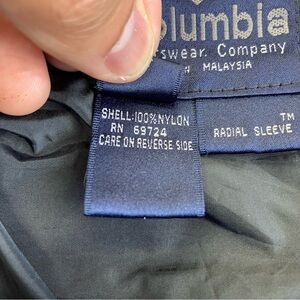 olumbia
rswear Company
MALAYSIA
SHELL:100%NYLON
RN 69724
CARE ON REVERSE SIDE
TM
RADIAL SLEEVE